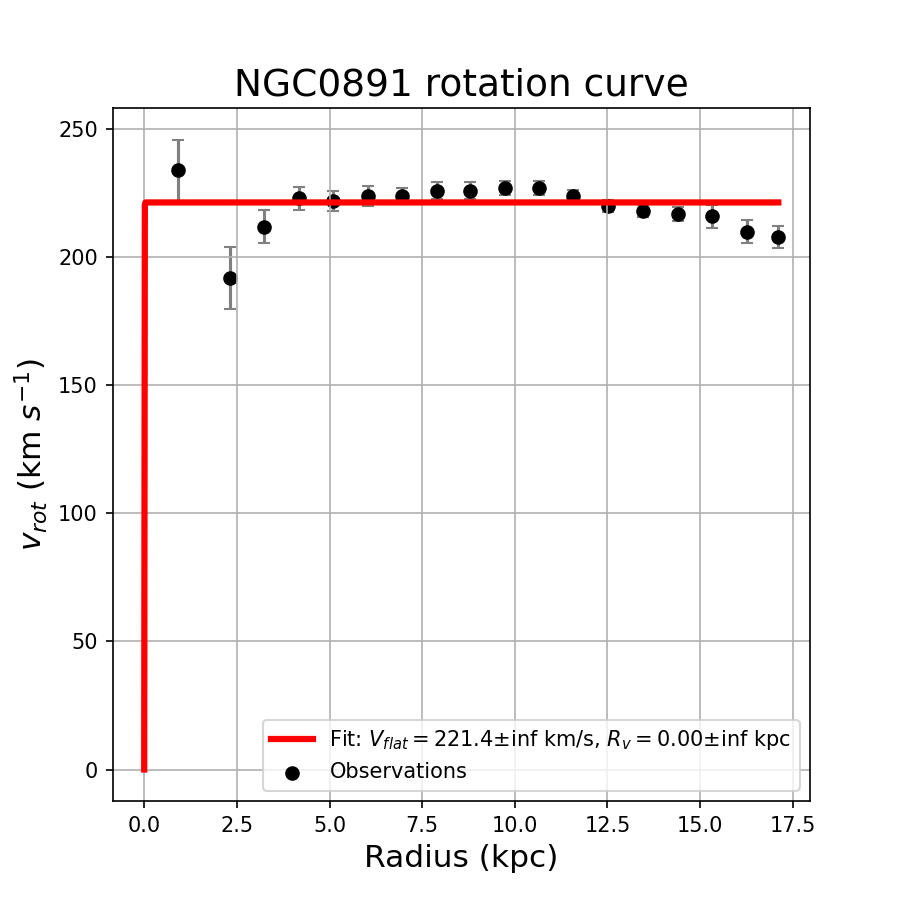 NGC0891 rotation curve
250
200
150
100
50
0
v_rot (km s⁻¹)
Fit: V_flat = 221.4±inf km/s, R_v = 0.00±inf kpc
Observations
0.0 2.5 5.0 7.5 10.0 12.5 15.0 17.5
Radius (kpc)